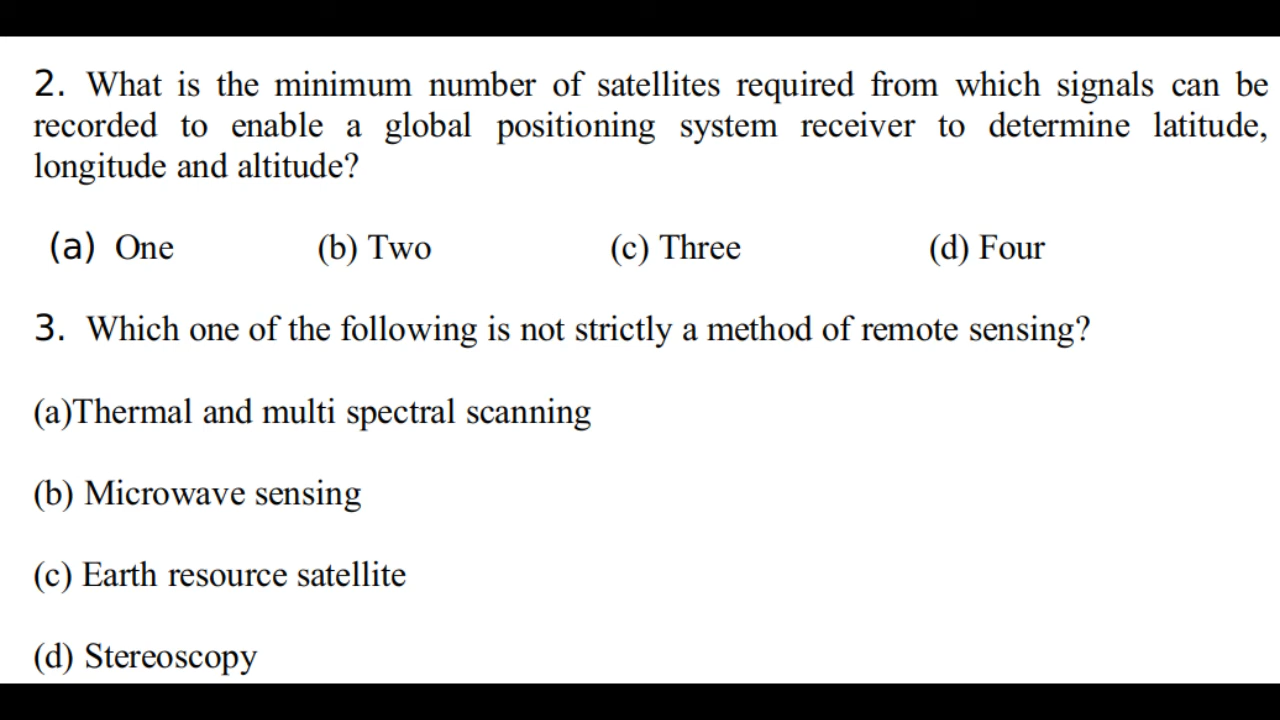 2. What is the minimum number of satellites required from which signals can be
recorded to enable a global positioning system receiver to determine latitude,
longitude and altitude?
(a) One (b) Two (c) Three (d) Four
3. Which one of the following is not strictly a method of remote sensing?
(a)Thermal and multi spectral scanning
(b) Microwave sensing
(c) Earth resource satellite
(d) Stereoscopy